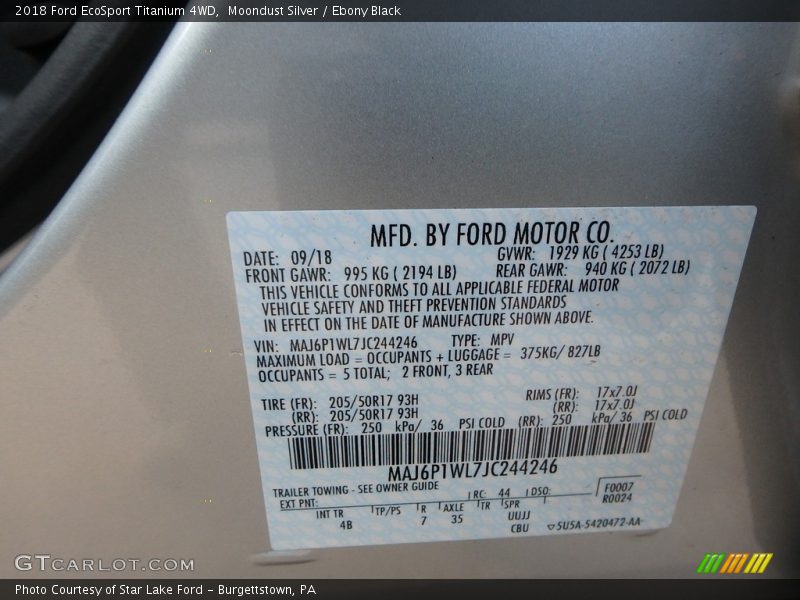 2018 Ford EcoSport Titanium 4WD, Moondust Silver / Ebony Black
MFD. BY FORD MOTOR CO.
DATE: 09/18 GVWR: 1929 KG ( 4253 LB)
FRONT GAWR: 995 KG ( 2194 LB) REAR GAWR: 940 KG ( 2072 LB)
THIS VEHICLE CONFORMS TO ALL APPLICABLE FEDERAL MOTOR
VEHICLE SAFETY AND THEFT PREVENTION STANDARDS
IN EFFECT ON THE DATE OF MANUFACTURE SHOWN ABOVE.
VIN: MAJ6P1WL7JC244246 TYPE: MPV
MAXIMUM LOAD = OCCUPANTS + LUGGAGE = 375KG/ 827LB
OCCUPANTS = 5 TOTAL; 2 FRONT, 3 REAR
TIRE (FR): 205/50R17 93H RIMS (FR): 17x7.0J
(RR): 205/50R17 93H (RR): 17x7.0J
PRESSURE (FR): 250 kPa/ 36 PSI COLD (RR): 250 kPa/ 36 PSI COLD
MAJ6P1WL7JC244246
TRAILER TOWING - SEE OWNER GUIDE
EXT PNT: RC: 44 DSO: F0007
R0024
INT TR TP/PS R AXLE TR SPR
4B 7 35 UUJJ
CBU 5U5A-5420472-AA
GTCARLOT.COM
Photo Courtesy of Star Lake Ford - Burgettstown, PA